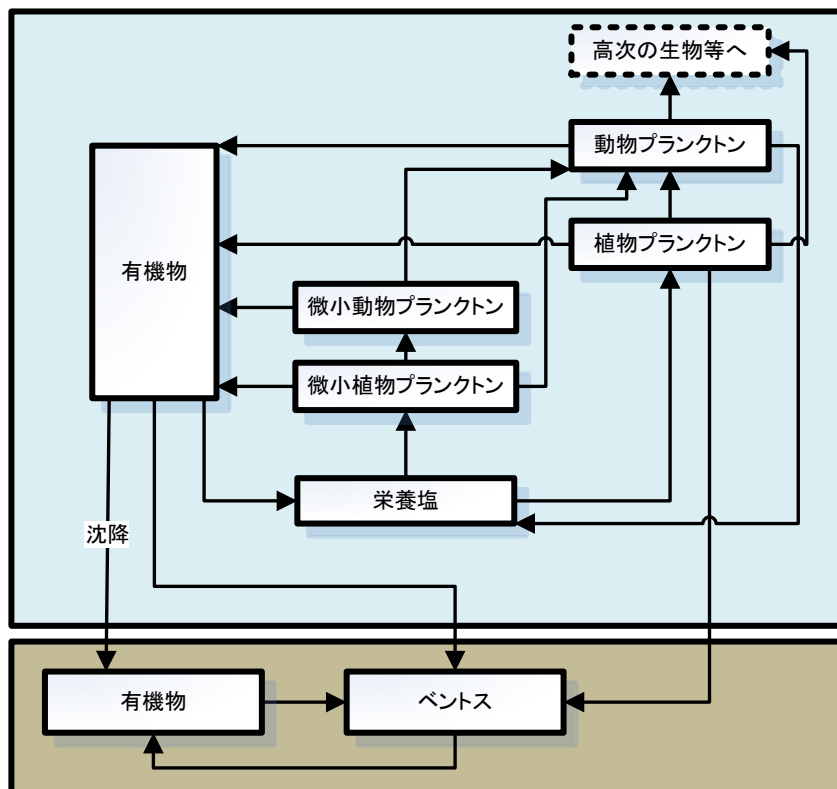 高次の生物等へ
動物プランクトン
植物プランクトン
有機物
微小動物プランクトン
微小植物プランクトン
栄養塩
沈降
有機物
ベントス